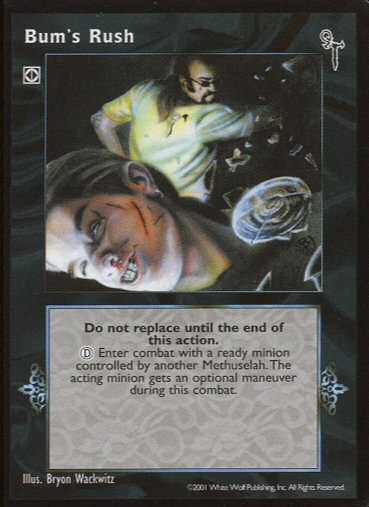 Bum's Rush
Do not replace until the end of
this action.
Ⓓ Enter combat with a ready minion
controlled by another Methuselah. The
acting minion gets an optional maneuver
during this combat.
Illus. Bryon Wackwitz
©2001 White Wolf Publishing, Inc. All Rights Reserved.